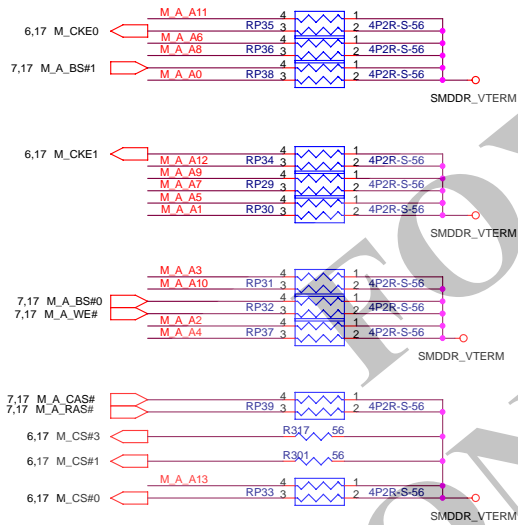 M_A_A11 4 1
6,17 M_CKE0 RP35 3 2 4P2R-S-56
M_A_A6 4 1
M_A_A8 RP36 3 2 4P2R-S-56
7,17 M_A_BS#1 4 1
M_A_A0 RP38 3 2 4P2R-S-56
SMDDR_VTERM
6,17 M_CKE1 4 1
M_A_A12 RP34 3 2 4P2R-S-56
M_A_A9 4 1
M_A_A7 RP29 3 2 4P2R-S-56
M_A_A5 4 1
M_A_A1 RP30 3 2 4P2R-S-56
SMDDR_VTERM
M_A_A3 4 1
M_A_A10 RP31 3 2 4P2R-S-56
7,17 M_A_BS#0 4 1
7,17 M_A_WE# RP32 3 2 4P2R-S-56
M_A_A2 4 1
M_A_A4 RP37 3 2 4P2R-S-56
SMDDR_VTERM
7,17 M_A_CAS# 4 1
7,17 M_A_RAS# RP39 3 2 4P2R-S-56
6,17 M_CS#3 R317 56
6,17 M_CS#1 R301 56
M_A_A13 4 1
6,17 M_CS#0 RP33 3 2 4P2R-S-56
SMDDR_VTERM